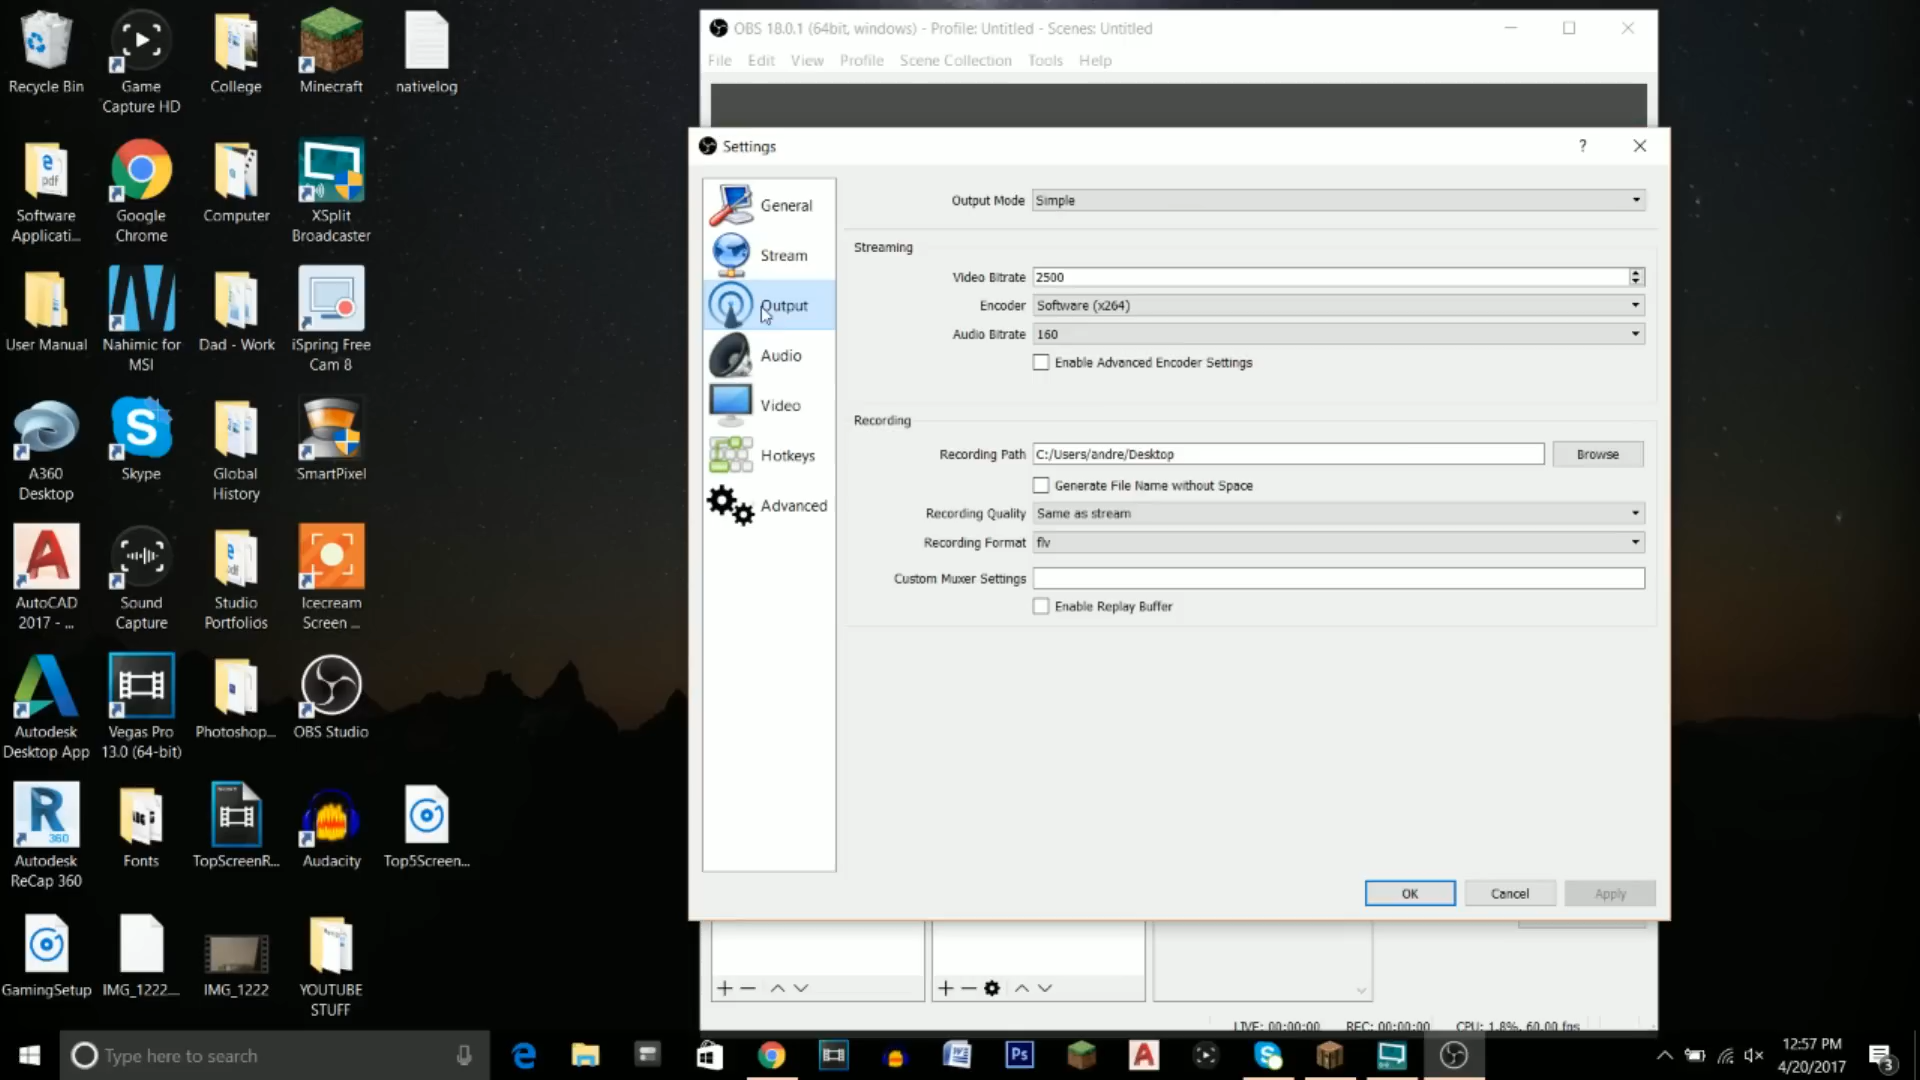 Recycle Bin
Game
Capture HD
College
Minecraft
nativelog
Software
Applicati...
Google
Chrome
Computer
XSplit
Broadcaster
User Manual
Nahimic for
MSI
Dad - Work
iSpring Free
Cam 8
A360
Desktop
Skype
Global
History
SmartPixel
AutoCAD
2017 - ...
Sound
Capture
Studio
Portfolios
Icecream
Screen ...
Autodesk
Desktop App
Vegas Pro
13.0 (64-bit)
Photoshop...
OBS Studio
Autodesk
ReCap 360
Fonts
TopScreenR...
Audacity
Top5Screen...
GamingSetup
IMG_1222....
IMG_1222
YOUTUBE
STUFF
OBS 18.0.1 (64bit, windows) - Profile: Untitled - Scenes: Untitled
File Edit View Profile Scene Collection Tools Help
Settings
?
General
Stream
Output
Audio
Video
Hotkeys
Advanced
Output Mode Simple
Streaming
Video Bitrate 2500
Encoder Software (x264)
Audio Bitrate 160
Enable Advanced Encoder Settings
Recording
Recording Path C:/Users/andre/Desktop Browse
Generate File Name without Space
Recording Quality Same as stream
Recording Format flv
Custom Muxer Settings
Enable Replay Buffer
OK Cancel Apply
LIVE: 00:00:00 REC: 00:00:00 CPU: 1.8%, 60.00 fps
Type here to search
12:57 PM
4/20/2017
3